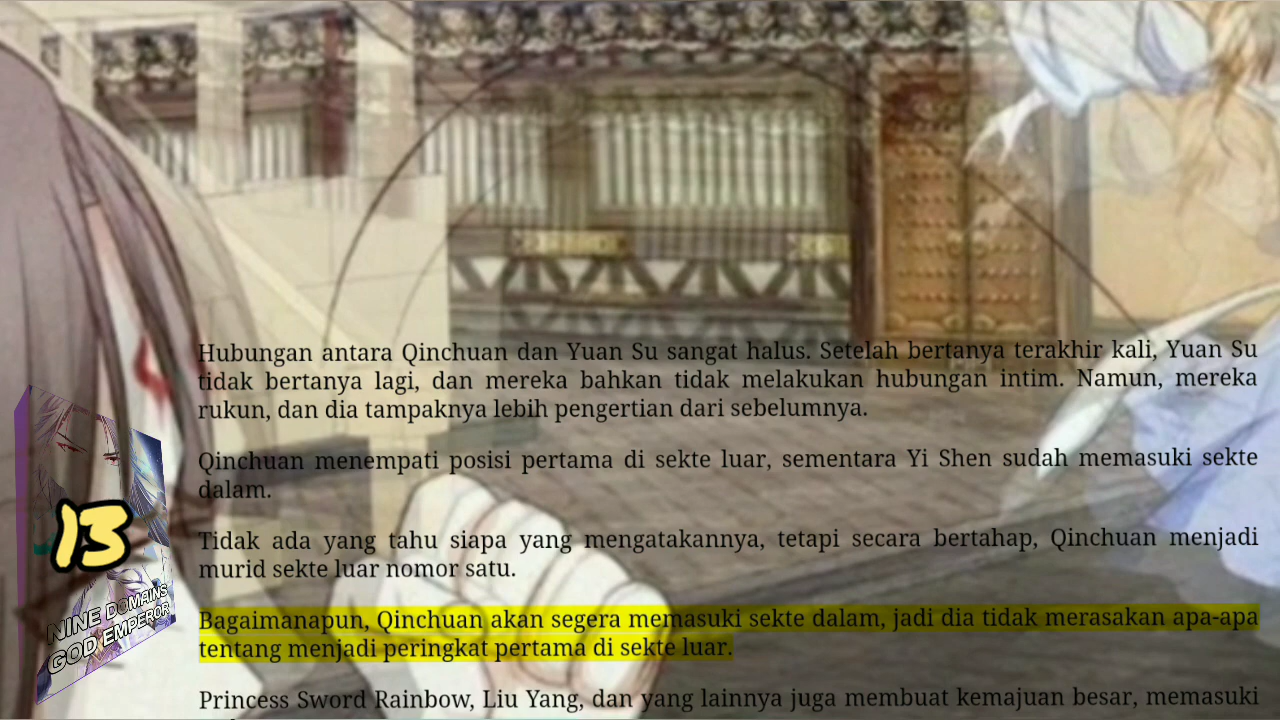 Hubungan antara Qinchuan dan Yuan Su sangat halus. Setelah bertanya terakhir kali, Yuan Su
tidak bertanya lagi, dan mereka bahkan tidak melakukan hubungan intim. Namun, mereka
rukun, dan dia tampaknya lebih pengertian dari sebelumnya.
Qinchuan menempati posisi pertama di sekte luar, sementara Yi Shen sudah memasuki sekte
dalam.
Tidak ada yang tahu siapa yang mengatakannya, tetapi secara bertahap, Qinchuan menjadi
murid sekte luar nomor satu.
Bagaimanapun, Qinchuan akan segera memasuki sekte dalam, jadi dia tidak merasakan apa-apa
tentang menjadi peringkat pertama di sekte luar.
Princess Sword Rainbow, Liu Yang, dan yang lainnya juga membuat kemajuan besar, memasuki
13
NINE DOMAINS
GOD EMPEROR